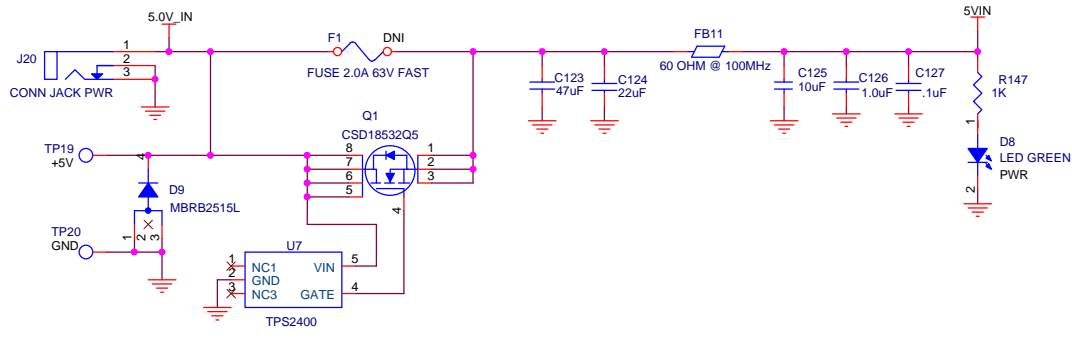 5.0V_IN
5VIN
J20
1
2
3
CONN JACK PWR
F1
DNI
FUSE 2.0A 63V FAST
FB11
60 OHM @ 100MHz
C123
47uF
C124
22uF
C125
10uF
C126
1.0uF
C127
.1uF
R147
1K
Q1
CSD18532Q5
8
7
6
5
1
2
3
4
TP19
+5V
4
D9
MBRB2515L
1
2
3
TP20
GND
1
D8
LED GREEN
PWR
2
U7
1
2
3
NC1
GND
NC3
VIN
GATE
5
4
TPS2400